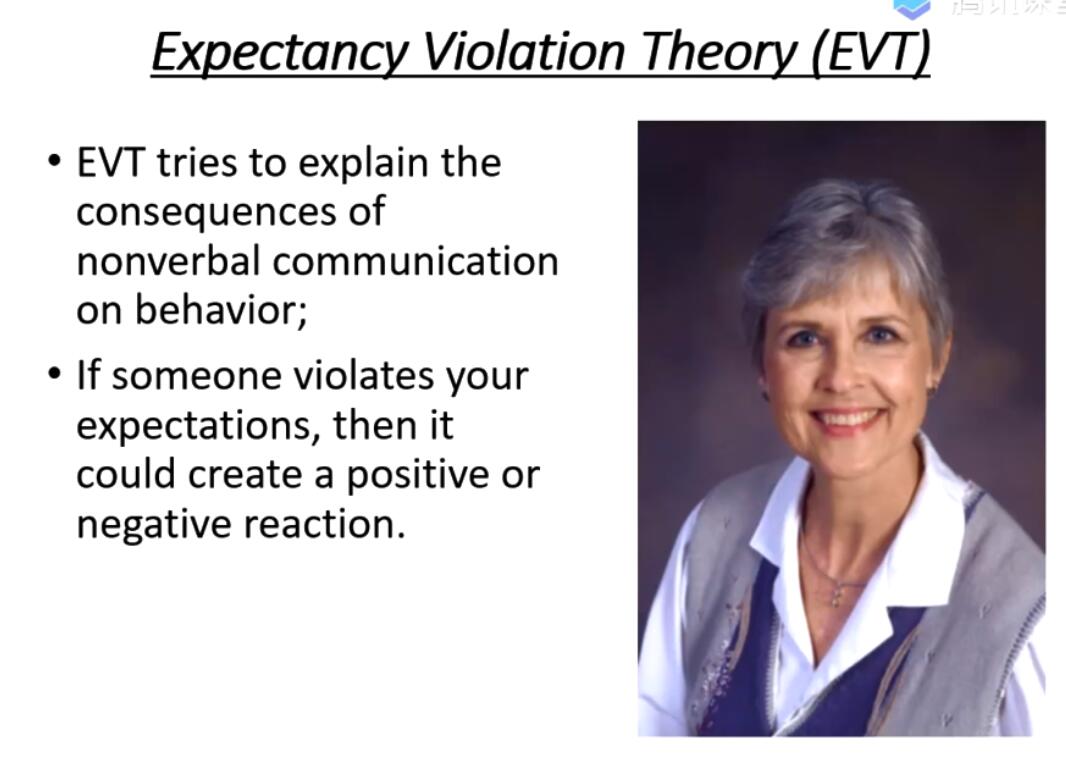 Expectancy Violation Theory (EVT)
• EVT tries to explain the
consequences of
nonverbal communication
on behavior;
• If someone violates your
expectations, then it
could create a positive or
negative reaction.